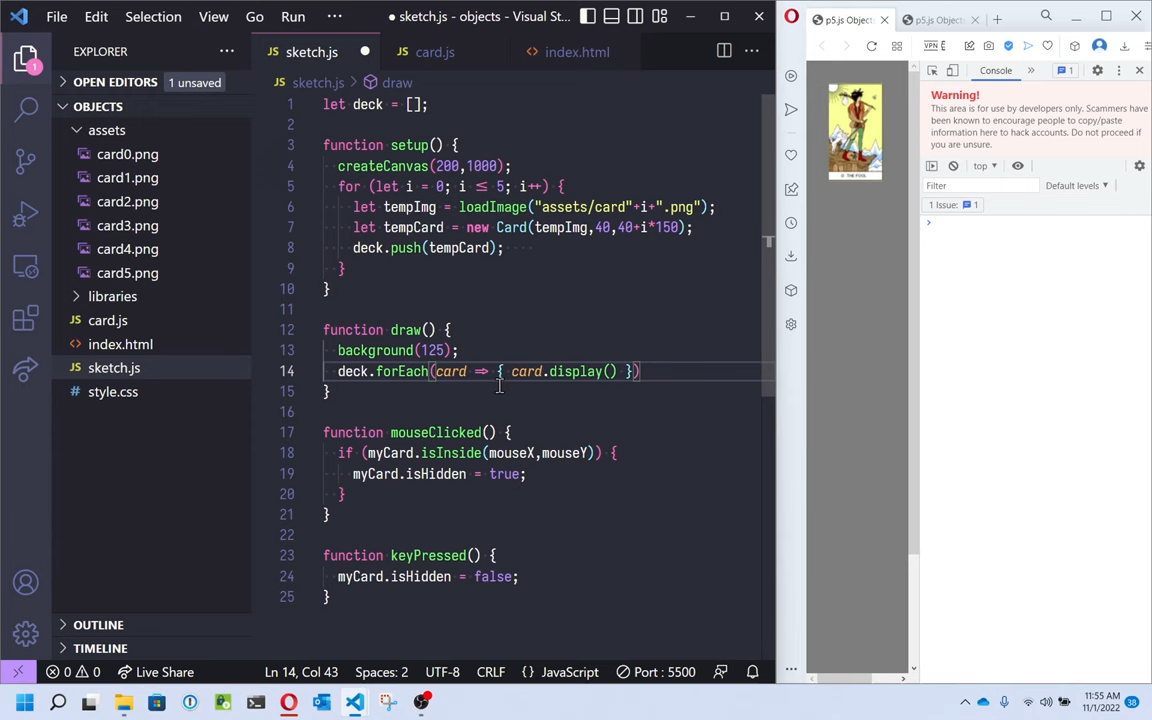 File Edit Selection View Go Run ··· ● sketch.js - objects - Visual St...
EXPLORER ···
OPEN EDITORS 1 unsaved
OBJECTS
assets
card0.png
card1.png
card2.png
card3.png
card4.png
card5.png
libraries
JS card.js
<> index.html
JS sketch.js
# style.css
OUTLINE
TIMELINE
1
JS sketch.js ●
JS card.js
<> index.html
JS sketch.js > draw
1 let deck = [];
2
3 function setup() {
4 createCanvas(200,1000);
5 for (let i = 0; i ≤ 5; i++) {
6 let tempImg = loadImage("assets/card"+i+".png");
7 let tempCard = new Card(tempImg,40,40+i*150);
8 deck.push(tempCard);
9 }
10 }
11
12 function draw() {
13 background(125);
14 deck.forEach(card ⇒ { card.display() })
15 }
16
17 function mouseClicked() {
18 if (myCard.isInside(mouseX,mouseY)) {
19 myCard.isHidden = true;
20 }
21 }
22
23 function keyPressed() {
24 myCard.isHidden = false;
25 }
0 0 Live Share Ln 14, Col 43 Spaces: 2 UTF-8 CRLF {} JavaScript Port : 5500
p5.js Objec
p5.js Object
VPN
Console » 1
Warning!
This area is for use by developers only. Scammers have
been known to encourage people to copy/paste
information here to hack accounts. Do not proceed
if you are unsure.
top
Filter Default levels
1 Issue: 1
THE FOOL
11:55 AM
11/1/2022
38